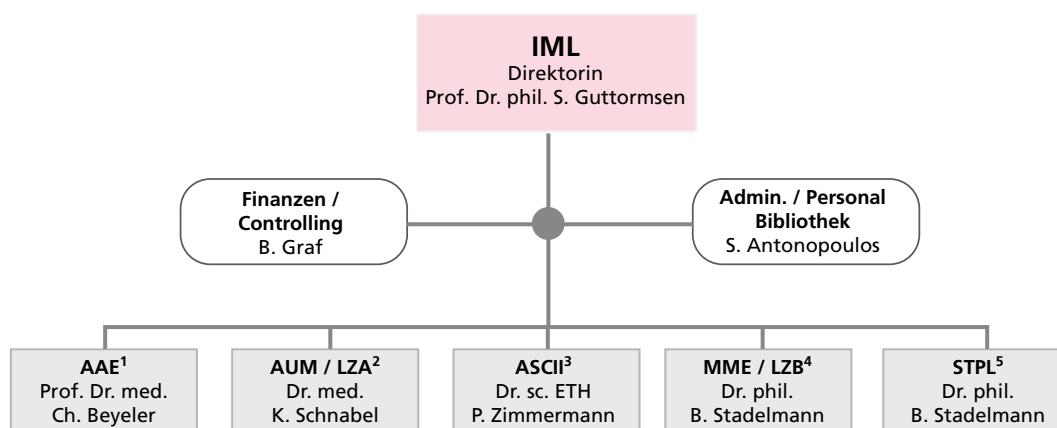 IML
Direktorin
Prof. Dr. phil. S. Guttormsen
Finanzen /
Controlling
B. Graf
Admin. / Personal
Bibliothek
S. Antonopoulos
AAE¹
Prof. Dr. med.
Ch. Beyeler
AUM / LZA²
Dr. med.
K. Schnabel
ASCII³
Dr. sc. ETH
P. Zimmermann
MME / LZB⁴
Dr. phil.
B. Stadelmann
STPL⁵
Dr. phil.
B. Stadelmann